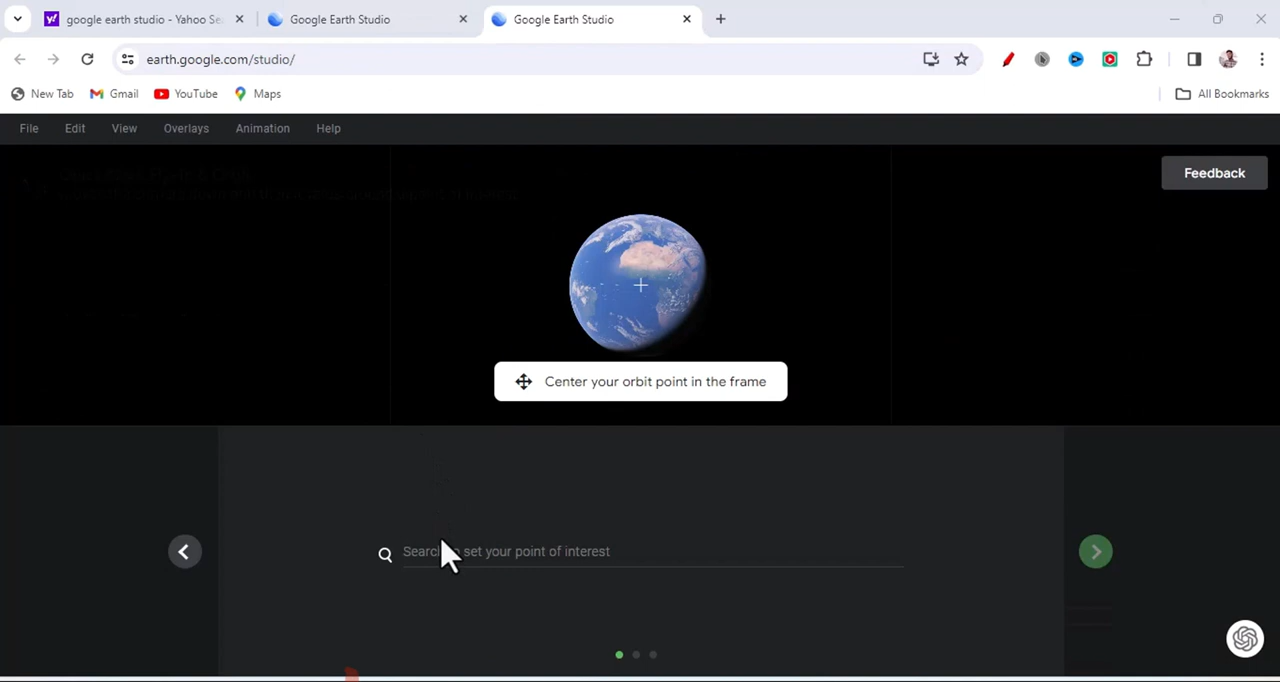 google earth studio - Yahoo Se
Google Earth Studio
Google Earth Studio
earth.google.com/studio/
New Tab
Gmail
YouTube
Maps
All Bookmarks
File
Edit
View
Overlays
Animation
Help
Feedback
Center your orbit point in the frame
Search to set your point of interest